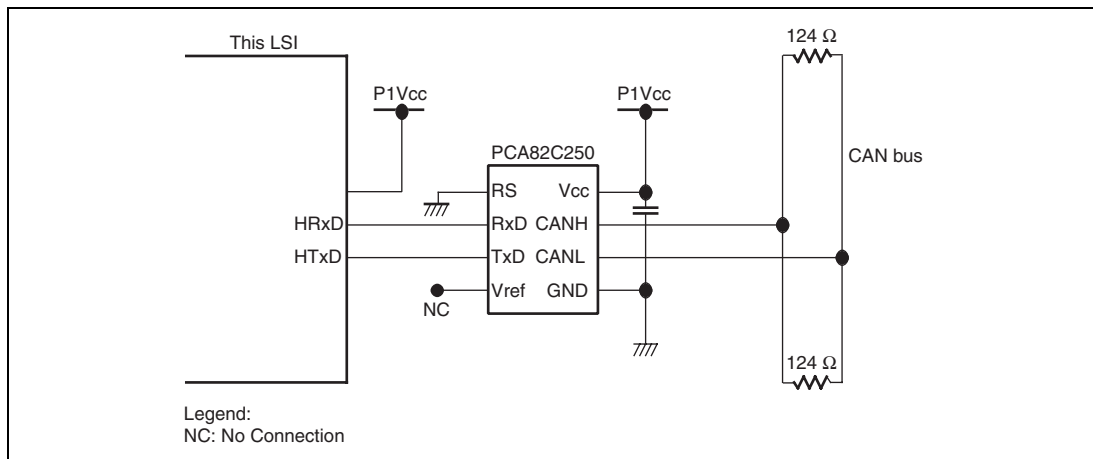 124 Ω
This LSI
P1Vcc
P1Vcc
PCA82C250
CAN bus
RS
Vcc
HRxD
RxD
CANH
HTxD
TxD
CANL
Vref
GND
NC
124 Ω
Legend:
NC: No Connection